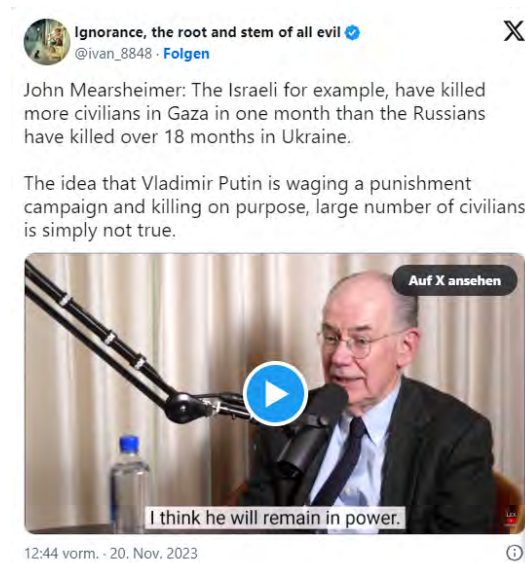 Ignorance, the root and stem of all evil
X
@ivan_8848 · Folgen
John Mearsheimer: The Israeli for example, have killed
more civilians in Gaza in one month than the Russians
have killed over 18 months in Ukraine.
The idea that Vladimir Putin is waging a punishment
campaign and killing on purpose, large number of civilians
is simply not true.
Auf X ansehen
I think he will remain in power.
12:44 vorm. · 20. Nov. 2023